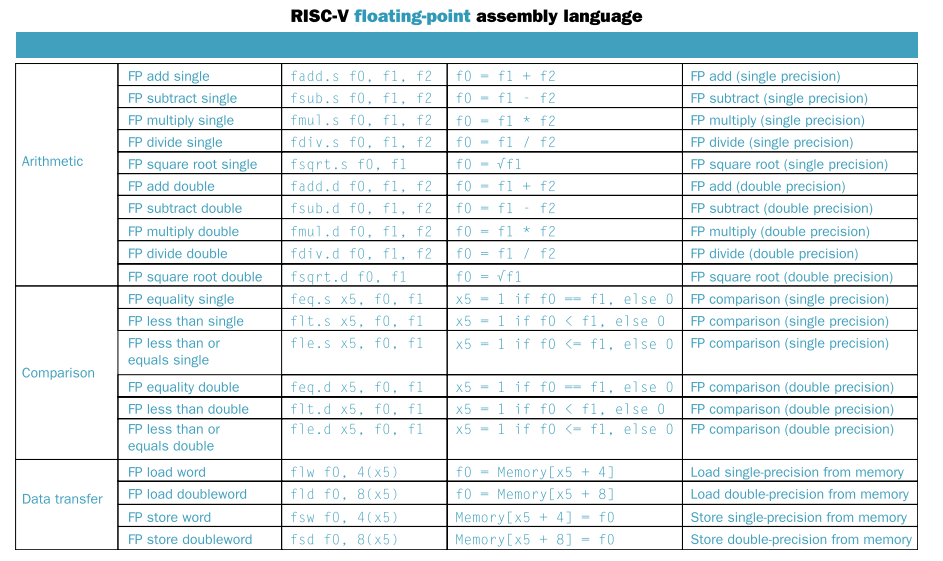 RISC-V floating-point assembly language
Arithmetic
FP add single fadd.s f0, f1, f2 f0 = f1 + f2 FP add (single precision)
FP subtract single fsub.s f0, f1, f2 f0 = f1 - f2 FP subtract (single precision)
FP multiply single fmul.s f0, f1, f2 f0 = f1 * f2 FP multiply (single precision)
FP divide single fdiv.s f0, f1, f2 f0 = f1 / f2 FP divide (single precision)
FP square root single fsqrt.s f0, f1 f0 = √f1 FP square root (single precision)
FP add double fadd.d f0, f1, f2 f0 = f1 + f2 FP add (double precision)
FP subtract double fsub.d f0, f1, f2 f0 = f1 - f2 FP subtract (double precision)
FP multiply double fmul.d f0, f1, f2 f0 = f1 * f2 FP multiply (double precision)
FP divide double fdiv.d f0, f1, f2 f0 = f1 / f2 FP divide (double precision)
FP square root double fsqrt.d f0, f1 f0 = √f1 FP square root (double precision)
Comparison
FP equality single feq.s x5, f0, f1 x5 = 1 if f0 == f1, else 0 FP comparison (single precision)
FP less than single flt.s x5, f0, f1 x5 = 1 if f0 < f1, else 0 FP comparison (single precision)
FP less than or fle.s x5, f0, f1 x5 = 1 if f0 <= f1, else 0 FP comparison (single precision)
equals single
FP equality double feq.d x5, f0, f1 x5 = 1 if f0 == f1, else 0 FP comparison (double precision)
FP less than double flt.d x5, f0, f1 x5 = 1 if f0 < f1, else 0 FP comparison (double precision)
FP less than or fle.d x5, f0, f1 x5 = 1 if f0 <= f1, else 0 FP comparison (double precision)
equals double
Data transfer
FP load word flw f0, 4(x5) f0 = Memory[x5 + 4] Load single-precision from memory
FP load doubleword fld f0, 8(x5) f0 = Memory[x5 + 8] Load double-precision from memory
FP store word fsw f0, 4(x5) Memory[x5 + 4] = f0 Store single-precision from memory
FP store doubleword fsd f0, 8(x5) Memory[x5 + 8] = f0 Store double-precision from memory